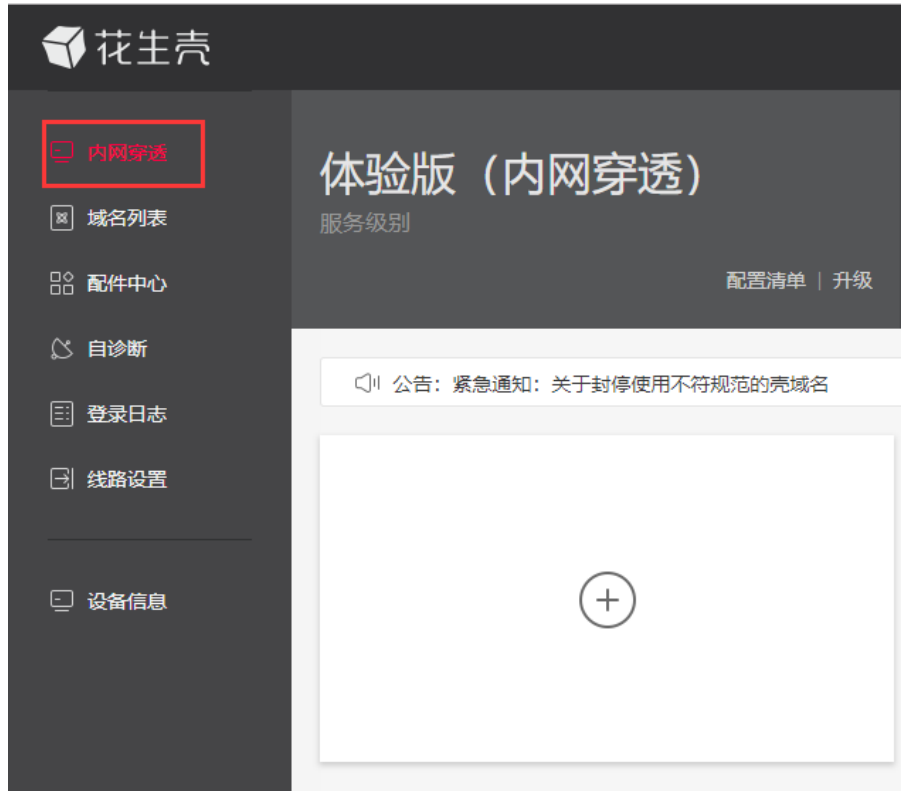 花生壳
内网穿透
域名列表
配件中心
自诊断
登录日志
线路设置
设备信息
体验版（内网穿透）
服务级别
配置清单 | 升级
公告：紧急通知：关于封停使用不符规范的壳域名